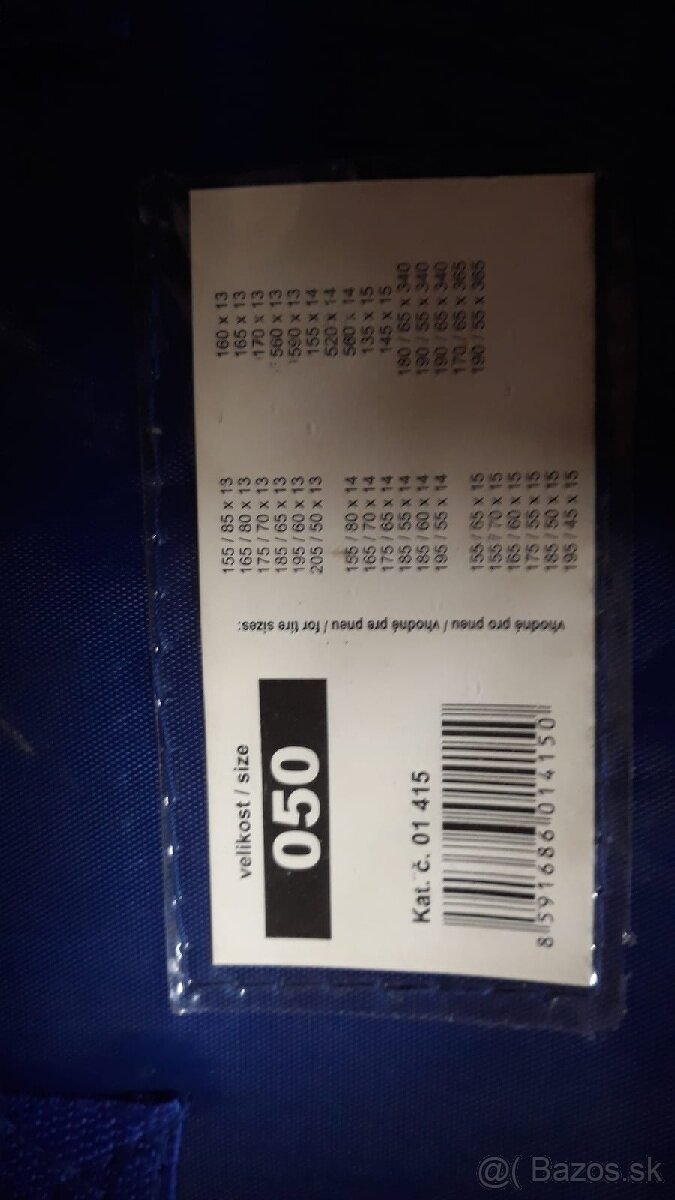 velikost / size
050
Kat. č. 01 415
8 591686 014150
vhodné pro pneu / vhodné pre pneu / for tire sizes:
155 / 85 x 13
165 / 80 x 13
175 / 70 x 13
185 / 65 x 13
195 / 60 x 13
205 / 50 x 13
155 / 80 x 14
165 / 70 x 14
175 / 65 x 14
185 / 55 x 14
185 / 60 x 14
195 / 55 x 14
155 / 65 x 15
155 / 70 x 15
165 / 60 x 15
175 / 55 x 15
185 / 50 x 15
195 / 45 x 15
160 x 13
165 x 13
170 x 13
560 x 13
590 x 13
155 x 14
520 x 14
560 x 14
135 x 15
145 x 15
180 / 65 x 340
190 / 55 x 340
190 / 65 x 340
170 / 65 x 365
190 / 55 x 365
@( Bazos.sk